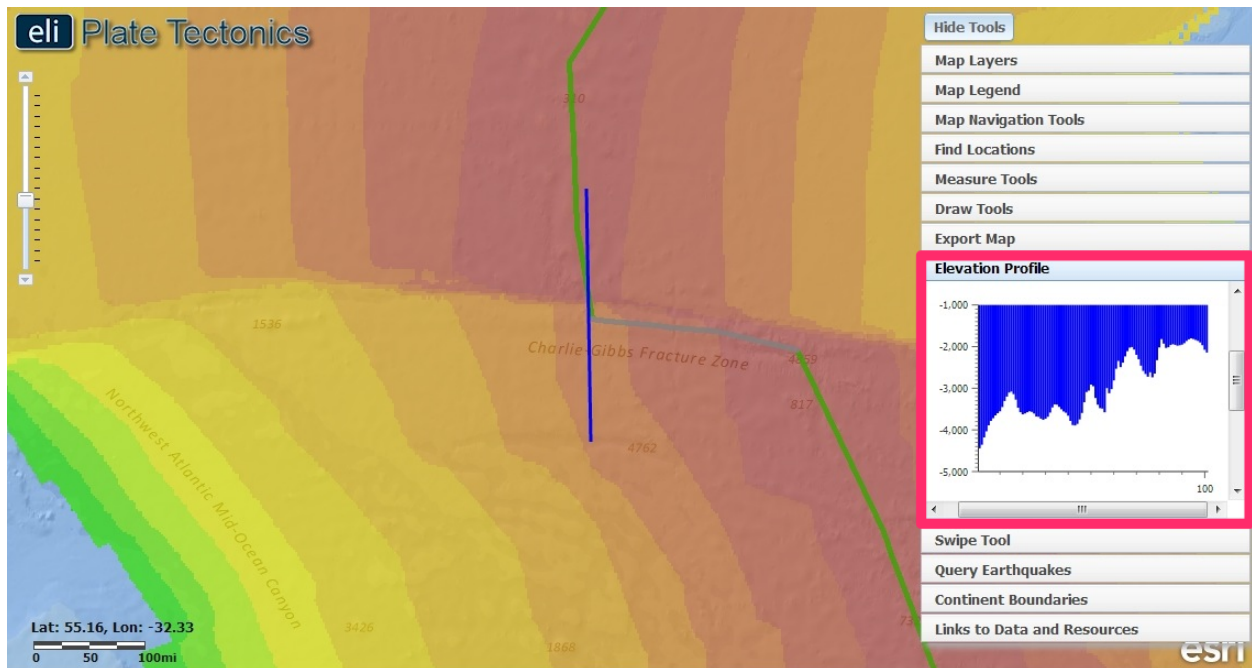 eli Plate Tectonics
Hide Tools
Map Layers
Map Legend
Map Navigation Tools
Find Locations
Measure Tools
Draw Tools
Export Map
Elevation Profile
-1,000
-2,000
-3,000
-4,000
-5,000
100
Swipe Tool
Query Earthquakes
Continent Boundaries
Links to Data and Resources
310
1536
Charlie-Gibbs Fracture Zone
4859
817
4762
Northwest Atlantic Mid-Ocean Canyon
3426
1868
Lat: 55.16, Lon: -32.33
0 50 100mi
esri